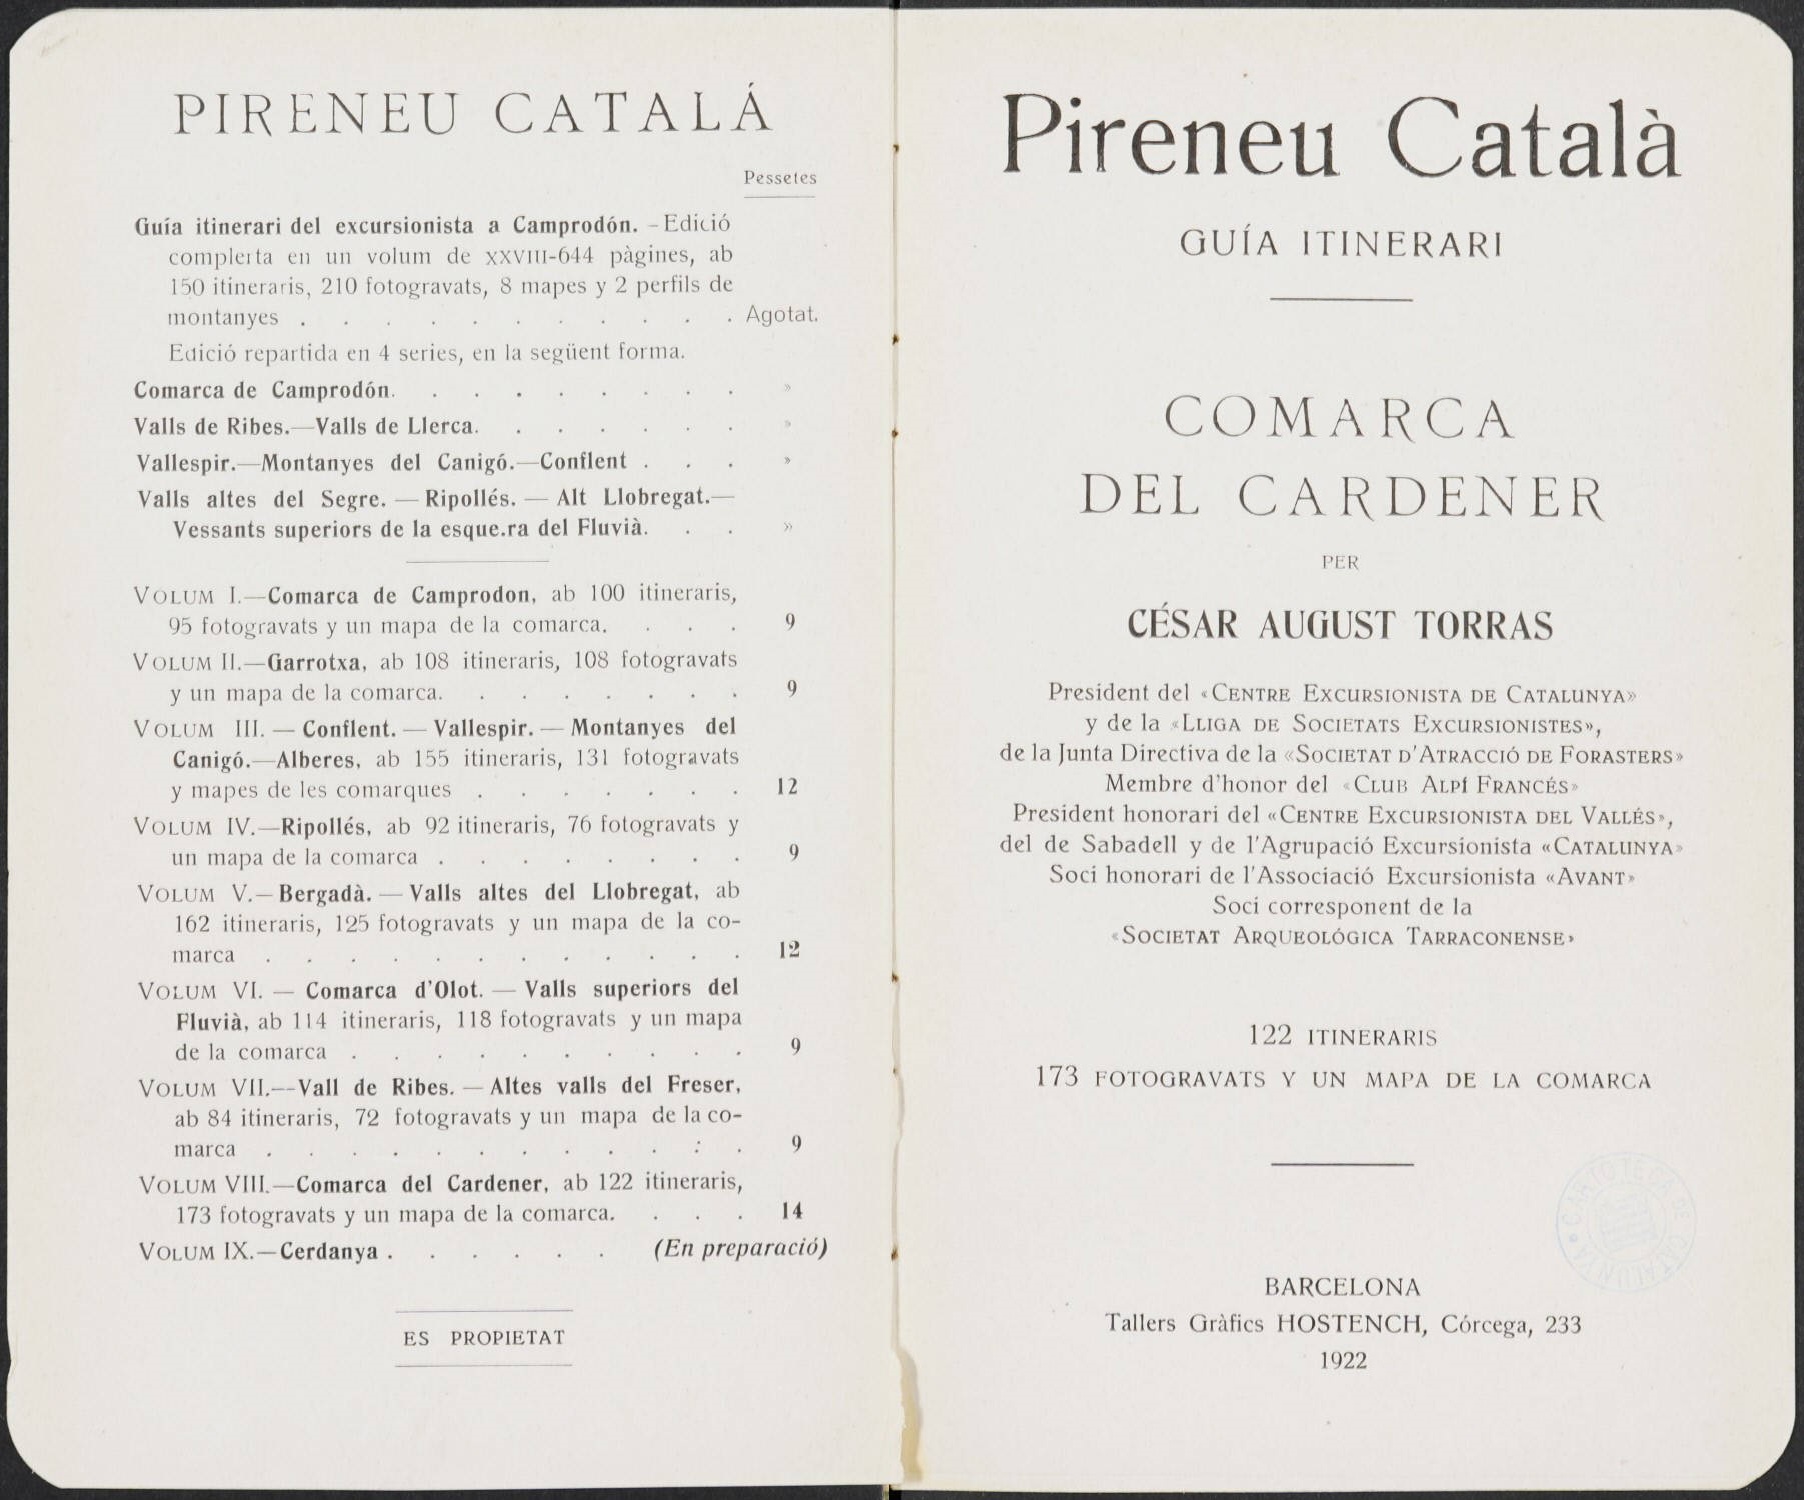 PIRENEU CATALÁ
Pessetes
Guía itinerari del excursionista a Camprodón. – Edició
complerta en un volum de XXVIII-644 pàgines, ab
150 itineraris, 210 fotogravats, 8 mapes y 2 perfils de
montanyes . . . . . . . . . . . Agotat.
Edició repartida en 4 series, en la següent forma.
Comarca de Camprodón. . . . . . . . . »
Valls de Ribes.—Valls de Llerca. . . . . . . »
Vallespir.—Montanyes del Canigó.—Conflent . . . »
Valls altes del Segre. — Ripollés. — Alt Llobregat.—
Vessants superiors de la esque.ra del Fluvià. . . »
VOLUM I.—Comarca de Camprodon, ab 100 itineraris,
95 fotogravats y un mapa de la comarca. . . . 9
VOLUM II.—Garrotxa, ab 108 itineraris, 108 fotogravats
y un mapa de la comarca. . . . . . . . 9
VOLUM III. — Conflent. — Vallespir. — Montanyes del
Canigó.—Alberes, ab 155 itineraris, 131 fotogravats
y mapes de les comarques . . . . . . . 12
VOLUM IV.—Ripollés, ab 92 itineraris, 76 fotogravats y
un mapa de la comarca . . . . . . . . 9
VOLUM V.—Bergadà. — Valls altes del Llobregat, ab
162 itineraris, 125 fotogravats y un mapa de la co-
marca . . . . . . . . . . . . 12
VOLUM VI. — Comarca d'Olot. — Valls superiors del
Fluvià, ab 114 itineraris, 118 fotogravats y un mapa
de la comarca . . . . . . . . . . 9
VOLUM VII.--Vall de Ribes. — Altes valls del Freser,
ab 84 itineraris, 72 fotogravats y un mapa de la co-
marca . . . . . . . . . . : . 9
VOLUM VIII.—Comarca del Cardener, ab 122 itineraris,
173 fotogravats y un mapa de la comarca. . . . 14
VOLUM IX.—Cerdanya . . . . . . (En preparació)
ES PROPIETAT
Pireneu Català
GUÍA ITINERARI
COMARCA
DEL CARDENER
PER
CÉSAR AUGUST TORRAS
President del «CENTRE EXCURSIONISTA DE CATALUNYA»
y de la «LLIGA DE SOCIETATS EXCURSIONISTES»,
de la Junta Directiva de la «SOCIETAT D'ATRACCIÓ DE FORASTERS»
Membre d'honor del «CLUB ALPÍ FRANCÉS»
President honorari del «CENTRE EXCURSIONISTA DEL VALLÉS»,
del de Sabadell y de l'Agrupació Excursionista «CATALUNYA»
Soci honorari de l'Associació Excursionista «AVANT»
Soci corresponent de la
«SOCIETAT ARQUEOLÓGICA TARRACONENSE»
122 ITINERARIS
173 FOTOGRAVATS Y UN MAPA DE LA COMARCA
CARTOTECA DE CATALUNYA
BARCELONA
Tallers Gràfics HOSTENCH, Córcega, 233
1922